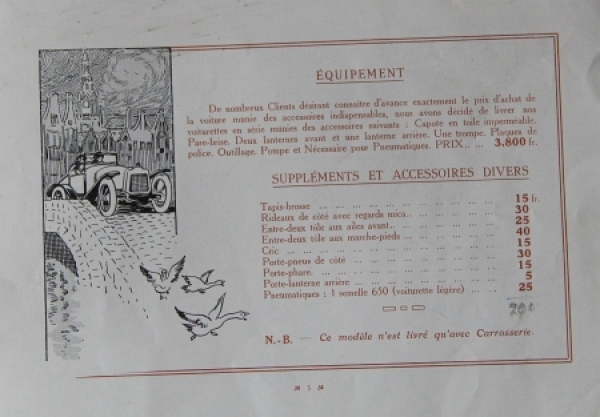 ÉQUIPEMENT
De nombreux Clients désirant connaître d'avance exactement le prix d'achat de
la voiture munie des accessoires indispensables, nous avons décidé de livrer nos
voiturettes en série munies des accessoires suivants : Capote en toile imperméable.
Pare-brise. Deux lanternes avant et une lanterne arrière. Une trompe. Plaques de
police. Outillage. Pompe et Nécessaire pour Pneumatiques. PRIX.. ... 3.800 fr.
SUPPLÉMENTS ET ACCESSOIRES DIVERS
Tapis-brosse ... 15 fr.
Rideaux de côté avec regards mica.. ... 30
Entre-deux tôle aux ailes avant.. ... 25
Entre-deux tôle aux marche-pieds ... 40
Cric ... 15
Porte-pneus de côté ... 30
Porte-phare. ... 15
Porte-lanterne arrière ... 5
Pneumatiques : 1 semelle 650 (voiturette légère) ... 25
N.-B. — Ce modèle n'est livré qu'avec Carrosserie.